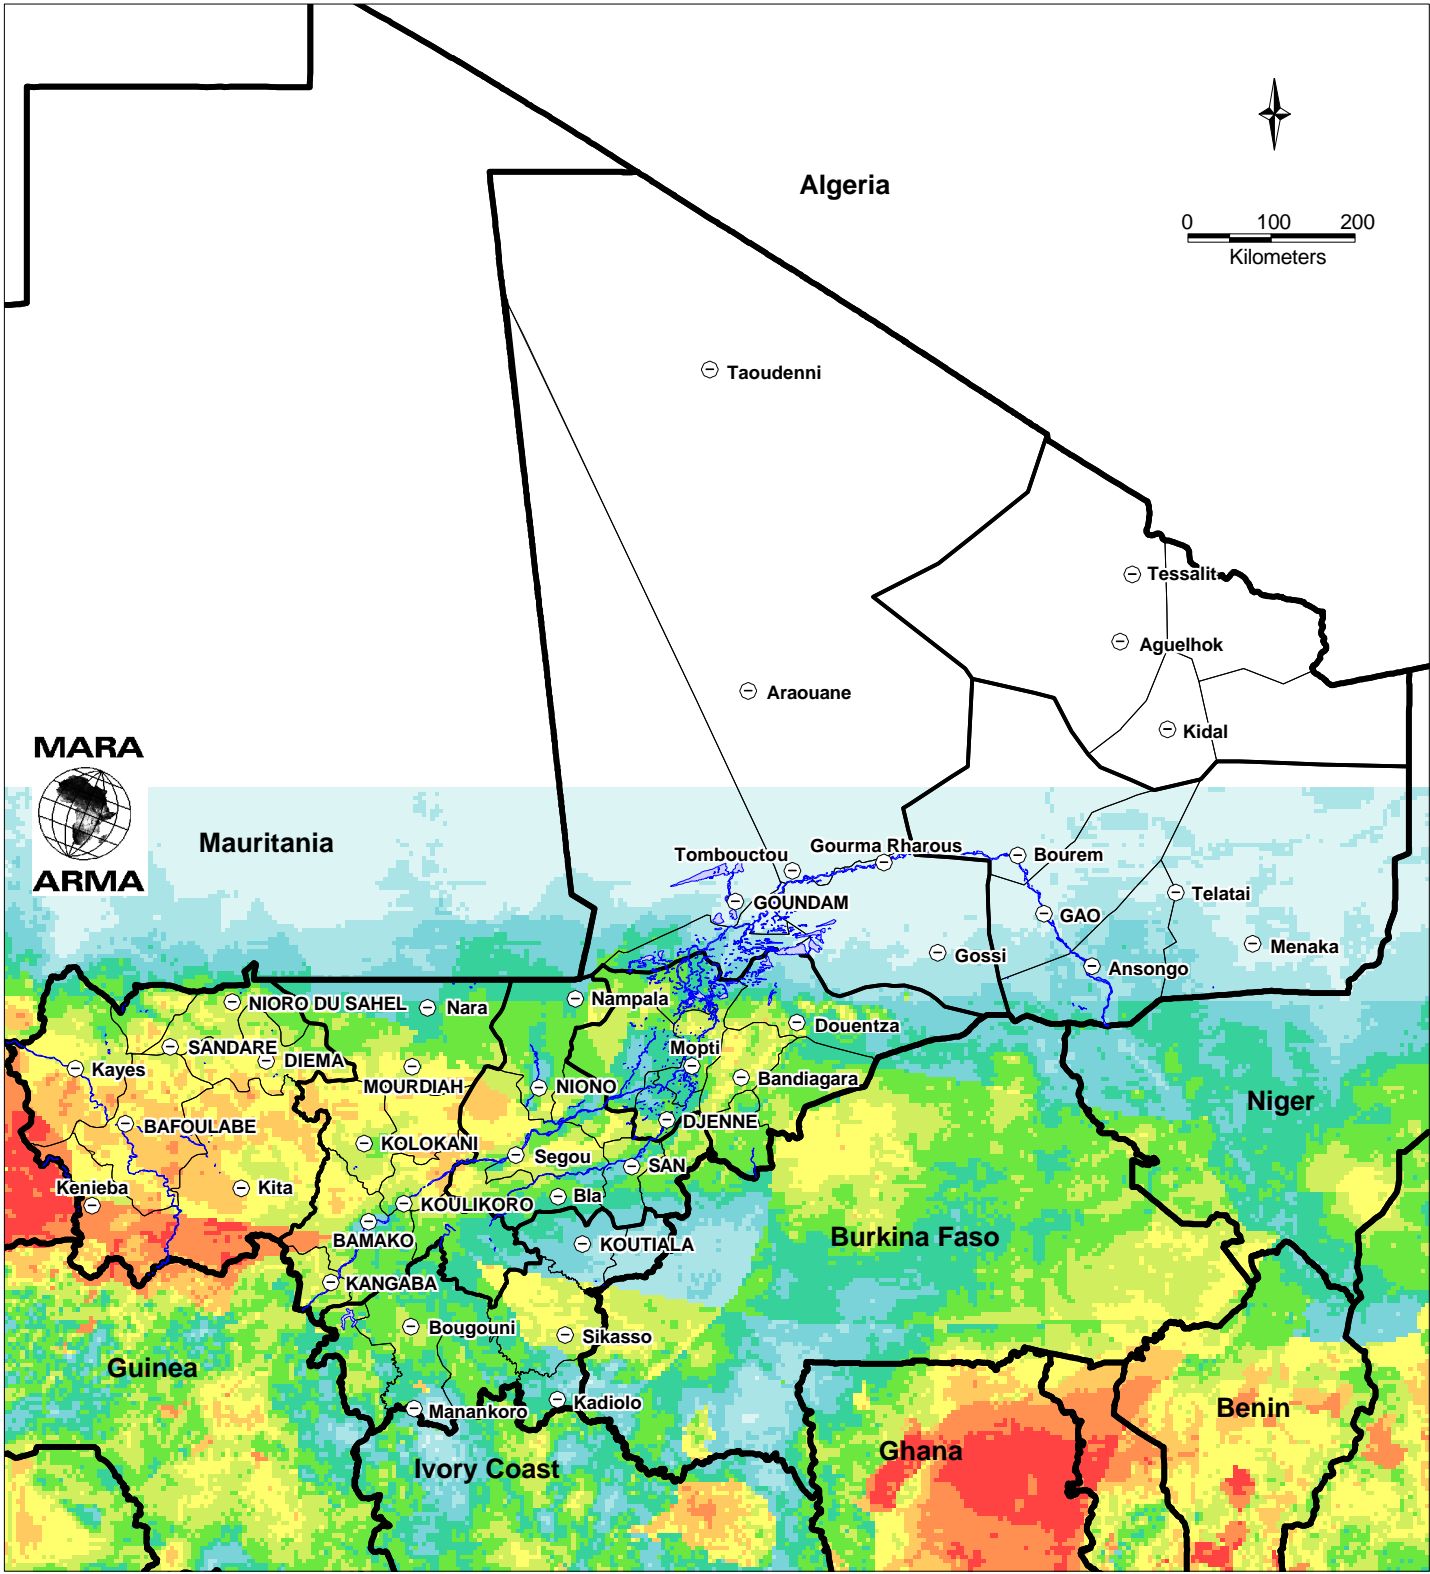 Algeria
0 100 200
Kilometers
Taoudenni
Tessalit
Aguelhok
Araouane
Kidal
MARA
ARMA
Mauritania
Tombouctou
Gourma Rharous
Bourem
GOUNDAM
Telatai
GAO
Gossi
Menaka
Ansongo
NIORO DU SAHEL
Nara
Nampala
Douentza
SANDARE
DIEMA
Mopti
Kayes
MOURDIAH
NIONO
Bandiagara
Niger
BAFOULABE
DJENNE
KOLOKANI
Segou
SAN
Kenieba
Kita
Bla
KOULIKORO
BAMAKO
KOUTIALA
Burkina Faso
KANGABA
Bougouni
Sikasso
Guinea
Manankoro
Kadiolo
Benin
Ghana
Ivory Coast